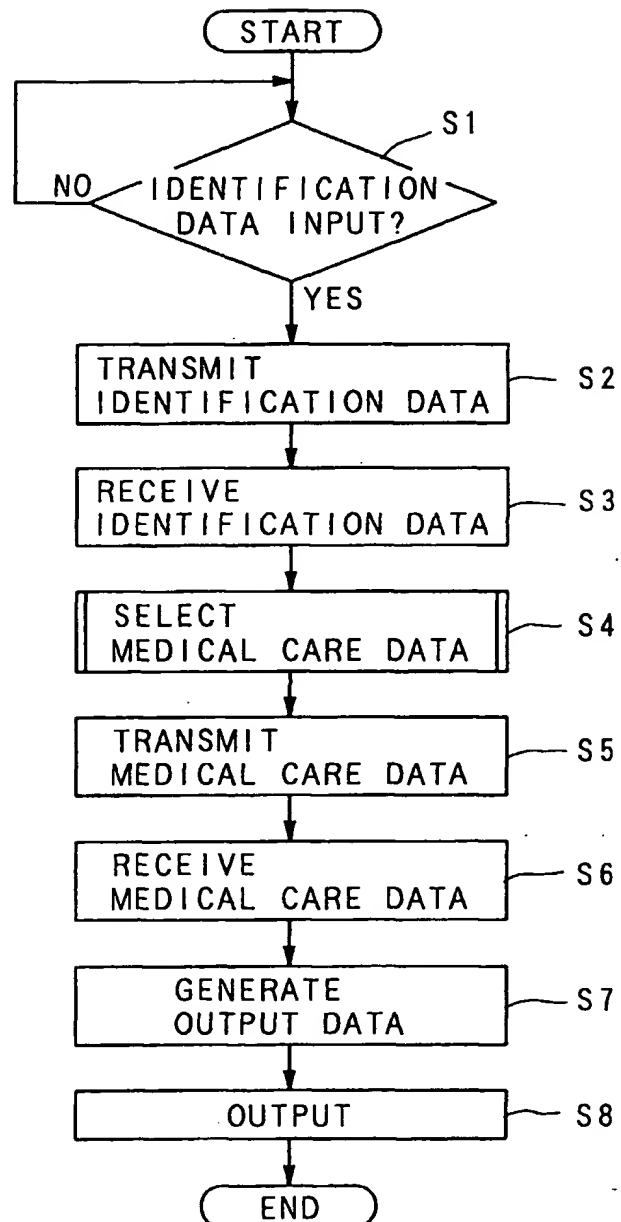 START
S1
NO
IDENTIFICATION
DATA INPUT?
YES
TRANSMIT
IDENTIFICATION DATA
S2
RECEIVE
IDENTIFICATION DATA
S3
SELECT
MEDICAL CARE DATA
S4
TRANSMIT
MEDICAL CARE DATA
S5
RECEIVE
MEDICAL CARE DATA
S6
GENERATE
OUTPUT DATA
S7
OUTPUT
S8
END